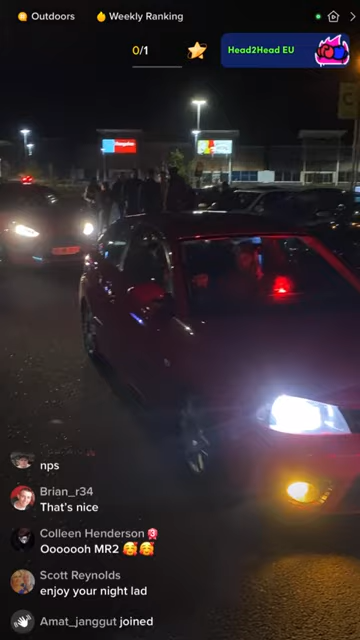 Outdoors
Weekly Ranking
0/1
Head2Head EU
nps
Brian_r34
That's nice
Colleen Henderson
Ooooooh MR2 🥰🥰
Scott Reynolds
enjoy your night lad
Amat_janggut joined